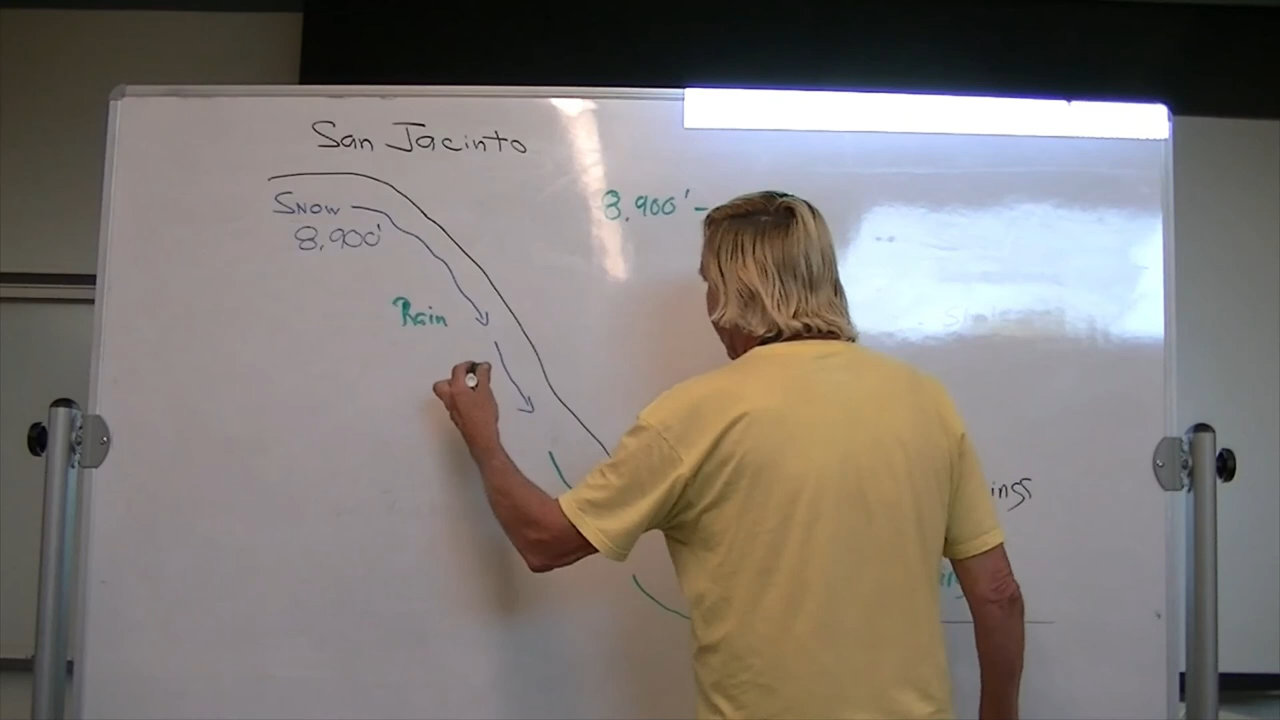 San Jacinto
Snow
8,900'
8,900' -
Rain
ings